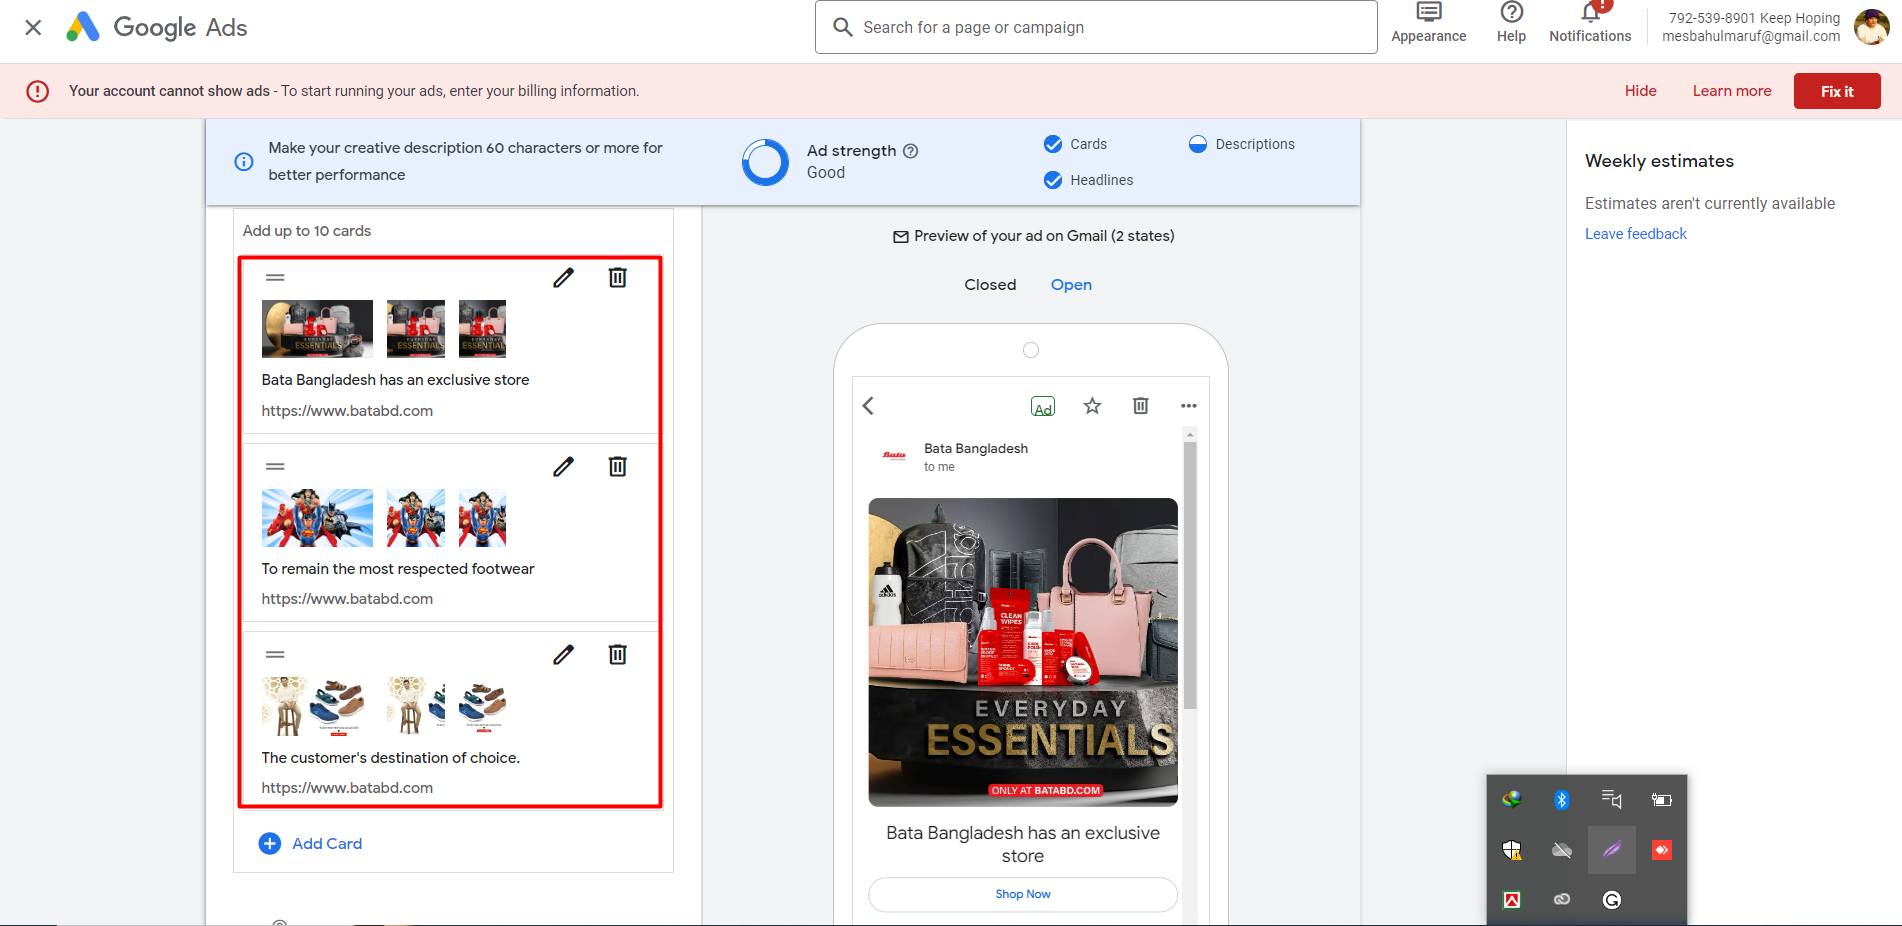 Google Ads
Search for a page or campaign
Appearance
Help
Notifications
792-539-8901 Keep Hoping
mesbahulmaruf@gmail.com
Your account cannot show ads - To start running your ads, enter your billing information.
Hide
Learn more
Fix it
Make your creative description 60 characters or more for
better performance
Ad strength
Good
Cards
Descriptions
Headlines
Weekly estimates
Estimates aren't currently available
Leave feedback
Add up to 10 cards
EVERYDAY
ESSENTIALS
Bata Bangladesh has an exclusive store
https://www.batabd.com
To remain the most respected footwear
https://www.batabd.com
The customer's destination of choice.
https://www.batabd.com
Add Card
Preview of your ad on Gmail (2 states)
Closed
Open
Ad
Bata
Bata Bangladesh
to me
adidas
CLEAN
WIPES
EVERYDAY
ESSENTIALS
ONLY AT BATABD.COM
Bata Bangladesh has an exclusive
store
Shop Now